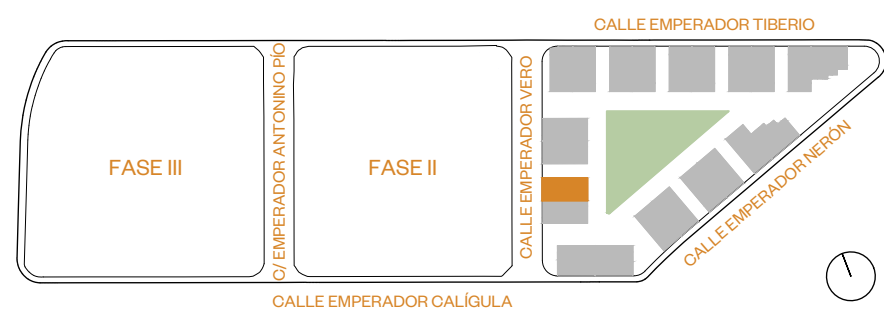 CALLE EMPERADOR TIBERIO
FASE III
C/ EMPERADOR ANTONINO PÍO
FASE II
CALLE EMPERADOR VERO
CALLE EMPERADOR NERÓN
CALLE EMPERADOR CALÍGULA